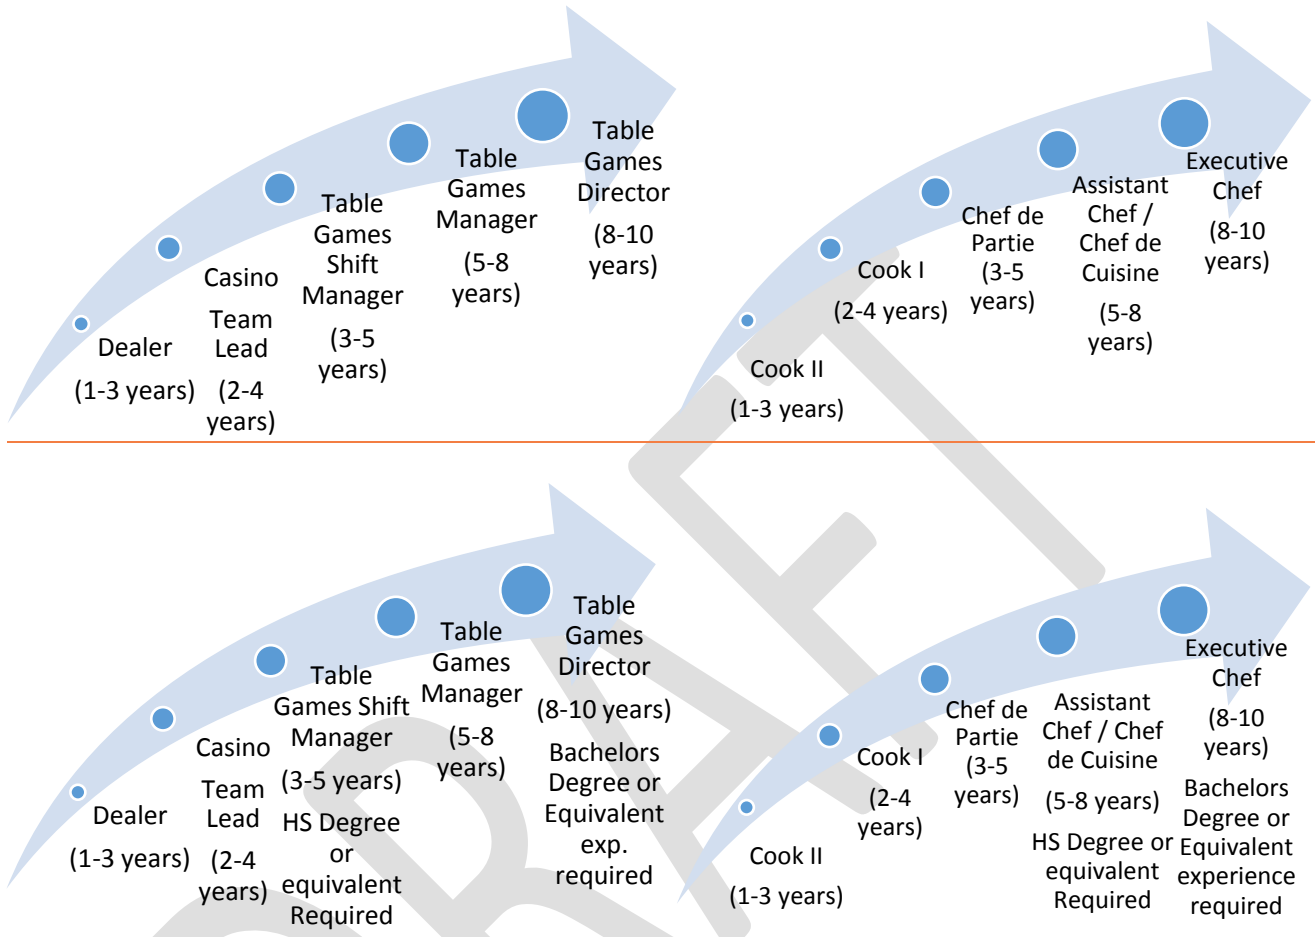 Dealer
(1-3 years)
Casino
Team
Lead
(2-4
years)
Table
Games
Shift
Manager
(3-5
years)
Table
Games
Manager
(5-8
years)
Table
Games
Director
(8-10
years)
Cook II
(1-3 years)
Cook I
(2-4 years)
Chef de
Partie
(3-5
years)
Assistant
Chef /
Chef de
Cuisine
(5-8
years)
Executive
Chef
(8-10
years)
Dealer
(1-3 years)
Casino
Team
Lead
(2-4
years)
Table
Games Shift
Manager
(3-5 years)
HS Degree
or
equivalent
Required
Table
Games
Manager
(5-8
years)
Table
Games
Director
(8-10 years)
Bachelors
Degree or
Equivalent
exp.
required
Cook II
(1-3 years)
Cook I
(2-4
years)
Chef de
Partie
(3-5
years)
Assistant
Chef / Chef
de Cuisine
(5-8 years)
HS Degree or
equivalent
Required
Executive
Chef
(8-10
years)
Bachelors
Degree or
Equivalent
experience
required
DRAFT